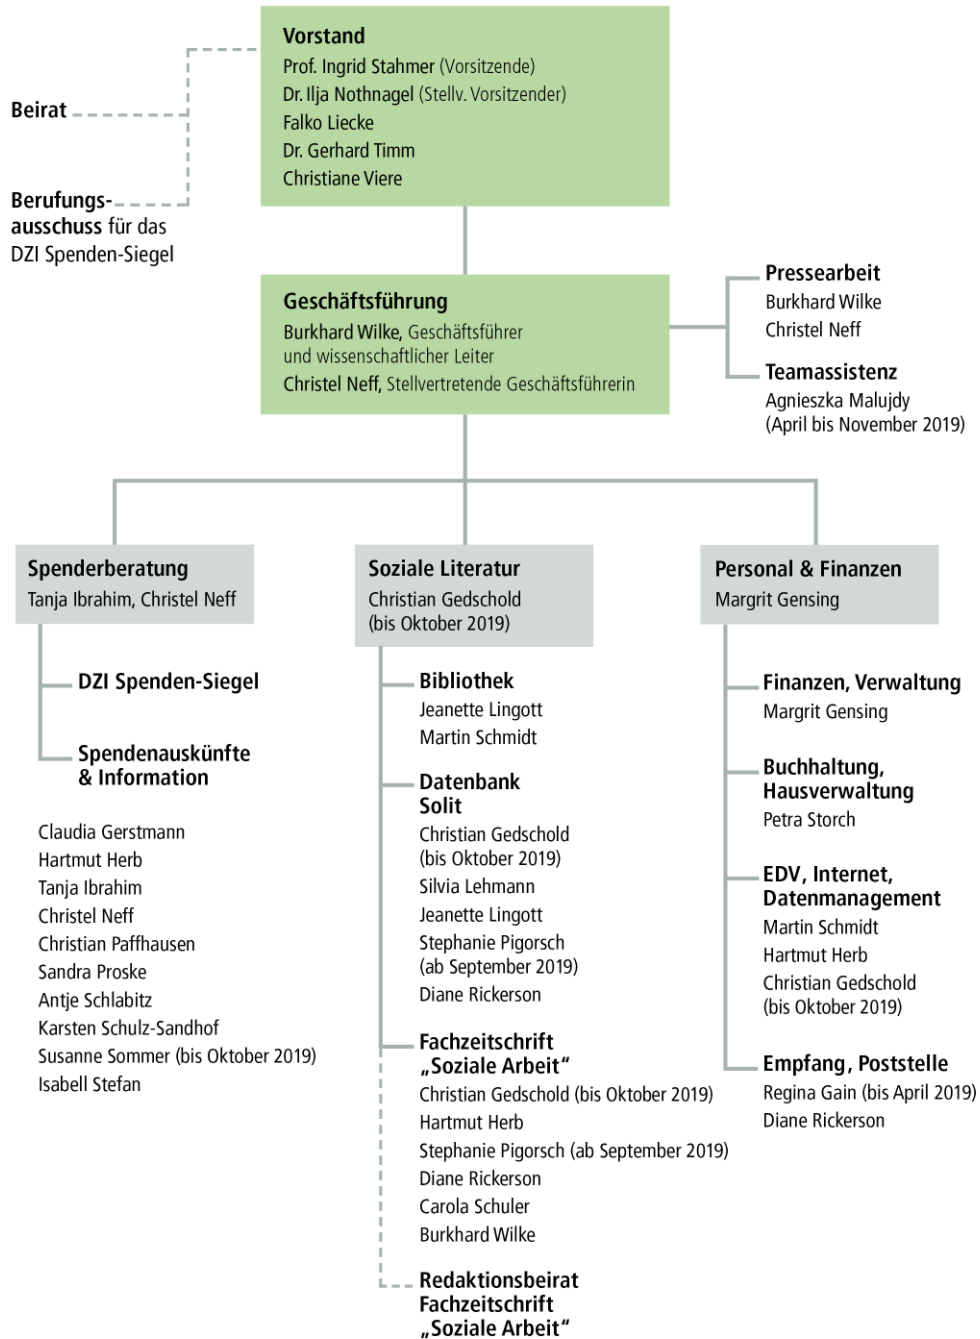 Vorstand
Prof. Ingrid Stahmer (Vorsitzende)
Dr. Ilja Nothnagel (Stellv. Vorsitzender)
Falko Liecke
Dr. Gerhard Timm
Christiane Viere
Beirat
Berufungs-
ausschuss für das
DZI Spenden-Siegel
Geschäftsführung
Burkhard Wilke, Geschäftsführer
und wissenschaftlicher Leiter
Christel Neff, Stellvertretende Geschäftsführerin
Pressearbeit
Burkhard Wilke
Christel Neff
Teamassistenz
Agnieszka Malujdy
(April bis November 2019)
Spenderberatung
Tanja Ibrahim, Christel Neff
DZI Spenden-Siegel
Spendenauskünfte
& Information
Claudia Gerstmann
Hartmut Herb
Tanja Ibrahim
Christel Neff
Christian Paffhausen
Sandra Proske
Antje Schlabitz
Karsten Schulz-Sandhof
Susanne Sommer (bis Oktober 2019)
Isabell Stefan
Soziale Literatur
Christian Gedschold
(bis Oktober 2019)
Bibliothek
Jeanette Lingott
Martin Schmidt
Datenbank
Solit
Christian Gedschold
(bis Oktober 2019)
Silvia Lehmann
Jeanette Lingott
Stephanie Pigorsch
(ab September 2019)
Diane Rickerson
Fachzeitschrift
„Soziale Arbeit“
Christian Gedschold (bis Oktober 2019)
Hartmut Herb
Stephanie Pigorsch (ab September 2019)
Diane Rickerson
Carola Schuler
Burkhard Wilke
Redaktionsbeirat
Fachzeitschrift
„Soziale Arbeit“
Personal & Finanzen
Margrit Gensing
Finanzen, Verwaltung
Margrit Gensing
Buchhaltung,
Hausverwaltung
Petra Storch
EDV, Internet,
Datenmanagement
Martin Schmidt
Hartmut Herb
Christian Gedschold
(bis Oktober 2019)
Empfang, Poststelle
Regina Gain (bis April 2019)
Diane Rickerson